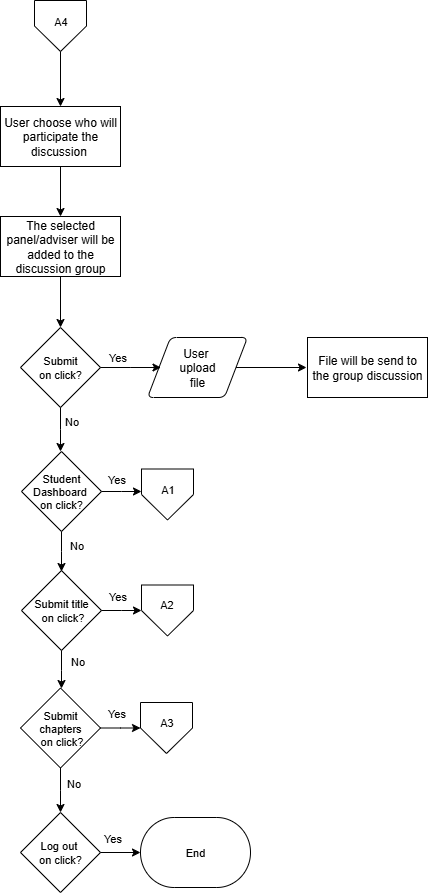 A4
User choose who will
participate the
discussion
The selected
panel/adviser will be
added to the
discussion group
Submit
on click?
Yes
User
upload
file
File will be send to
the group discussion
No
Student
Dashboard
on click?
Yes
A1
No
Submit title
on click?
Yes
A2
No
Submit
chapters
on click?
Yes
A3
No
Log out
on click?
Yes
End